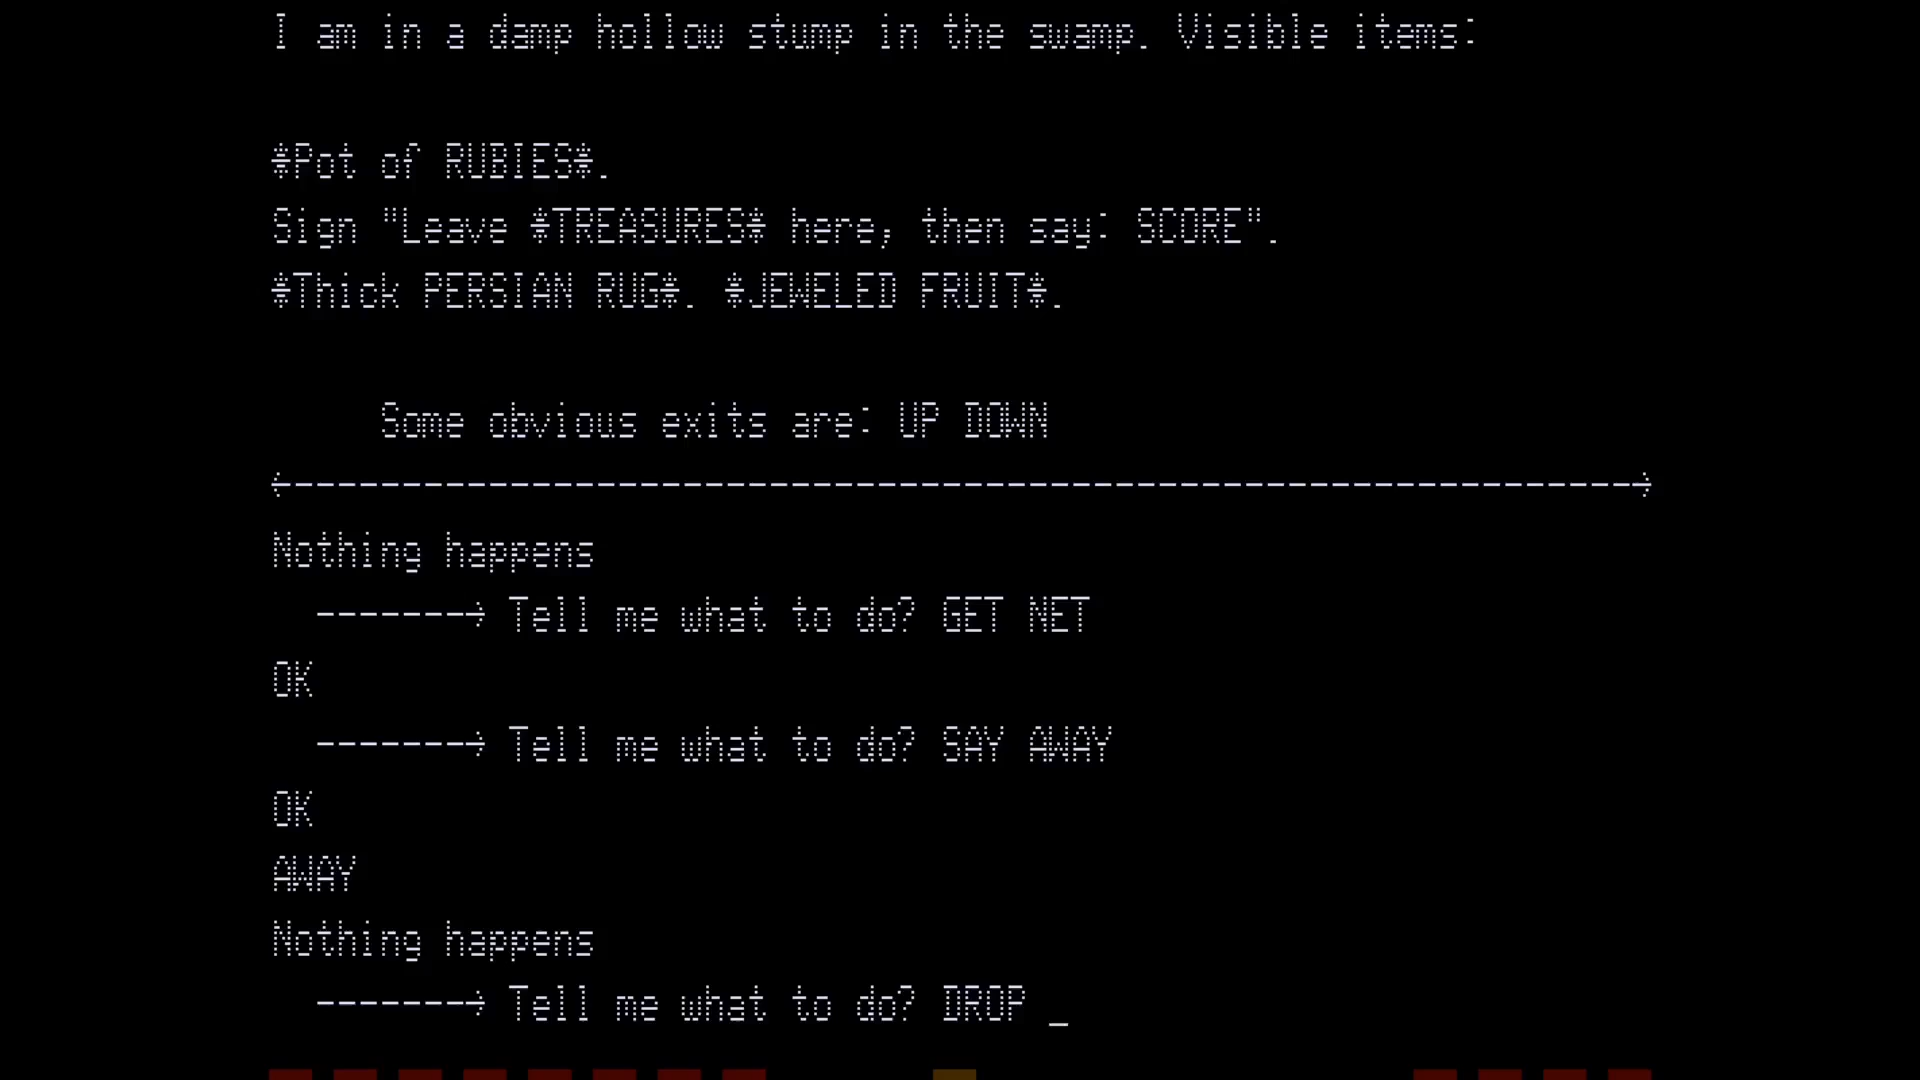 I am in a damp hollow stump in the swamp. Visible items:
*Pot of RUBIES*.
Sign "Leave *TREASURES* here, then say: SCORE".
*Thick PERSIAN RUG*. *JEWELED FRUIT*.
Some obvious exits are: UP DOWN
<--------------------------------------------------------------->
Nothing happens
-------> Tell me what to do? GET NET
OK
-------> Tell me what to do? SAY AWAY
OK
AWAY
Nothing happens
-------> Tell me what to do? DROP _